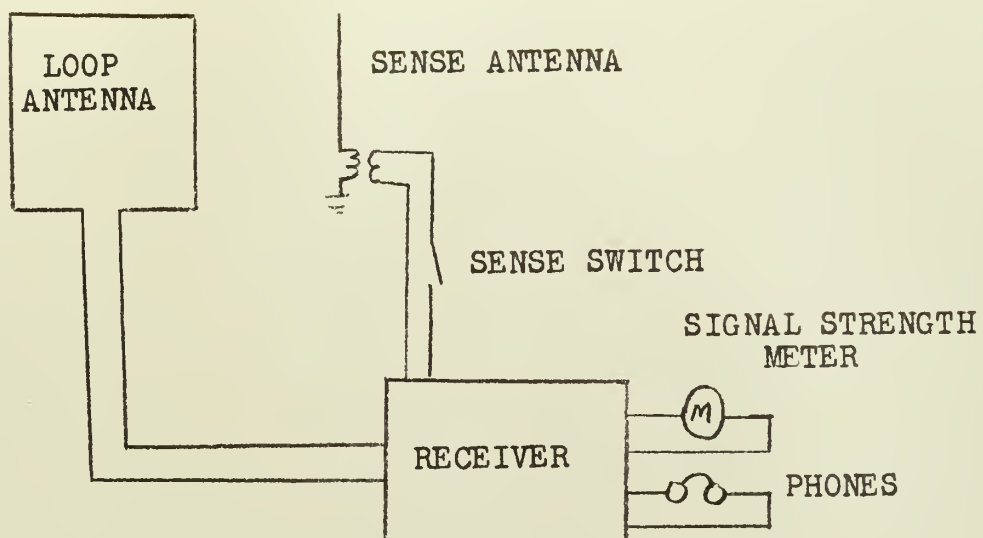 LOOP
ANTENNA
SENSE ANTENNA
SENSE SWITCH
SIGNAL STRENGTH
METER
M
RECEIVER
PHONES